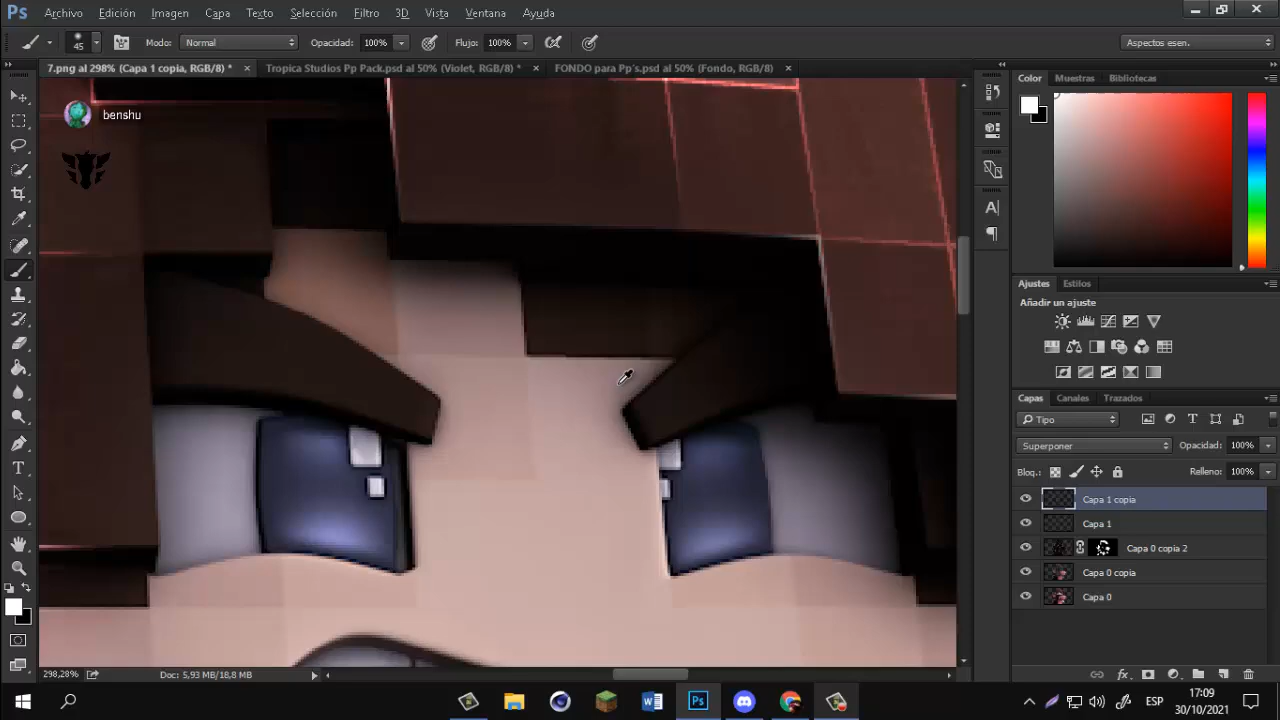 Ps Archivo Edición Imagen Capa Texto Selección Filtro 3D Vista Ventana Ayuda
45 Modo: Normal Opacidad: 100% Flujo: 100% Aspectos esen.
7.png al 298% (Capa 1 copia, RGB/8) * × Tropica Studios Pp Pack.psd al 50% (Violet, RGB/8) * × FONDO para Pp's.psd al 50% (Fondo, RGB/8) ×
benshu
Color Muestras Bibliotecas
Ajustes Estilos
Añadir un ajuste
Capas Canales Trazados
Tipo
Superponer Opacidad: 100%
Bloq.: Relleno: 100%
Capa 1 copia
Capa 1
Capa 0 copia 2
Capa 0 copia
Capa 0
298,28% Doc: 5,93 MB/18,8 MB
ESP 17:09
30/10/2021